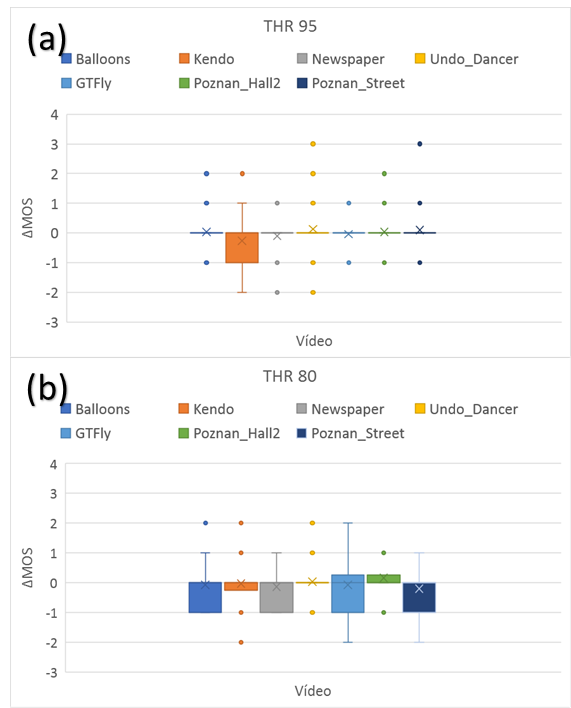 (a)
THR 95
Balloons Kendo Newspaper Undo_Dancer
GTFly Poznan_Hall2 Poznan_Street
4
3
2
1
0
-1
-2
-3
ΔMOS
Vídeo
(b)
THR 80
Balloons Kendo Newspaper Undo_Dancer
GTFly Poznan_Hall2 Poznan_Street
4
3
2
1
0
-1
-2
-3
ΔMOS
Vídeo